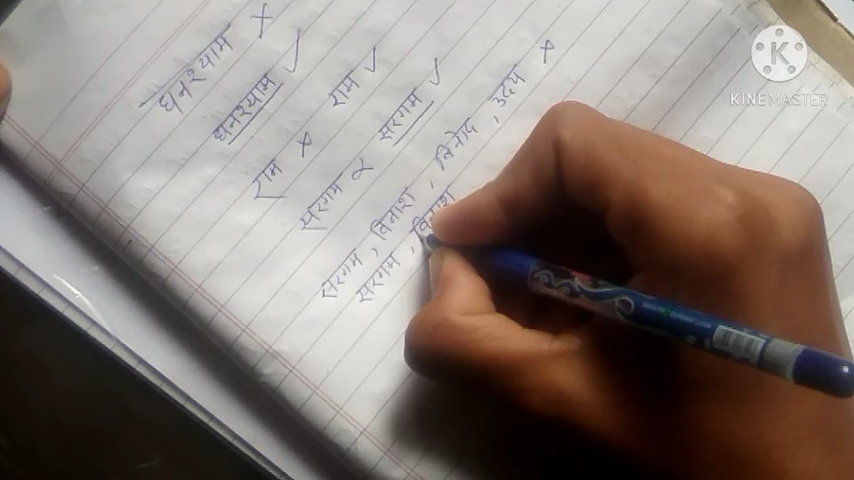 घनश्याम ×
घनश्याम ✓
राम × राम ✓
सरगम × सरगम ✓
सरगम , विनाश , विनोद , उदय ×
सरगम , विनाश
K
KINEMASTER